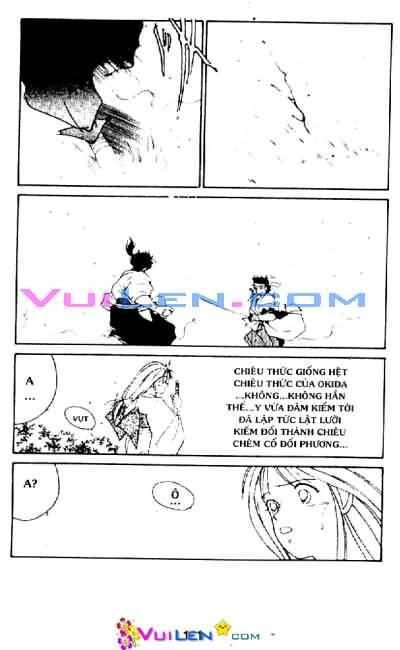 VUILEN.COM
A
...
VỤT
CHIÊU THỨC GIỐNG HỆT
CHIÊU THỨC CỦA OKIDA
...KHÔNG...KHÔNG HẲN
THẾ...Y VỪA ĐÂM KIẾM TỚI
ĐÃ LẬP TỨC LẬT LƯỠI
KIẾM ĐỔI THÀNH CHIÊU
CHÉM CỔ ĐỐI PHƯƠNG...
A?
Ô
...
VUILEN.COM